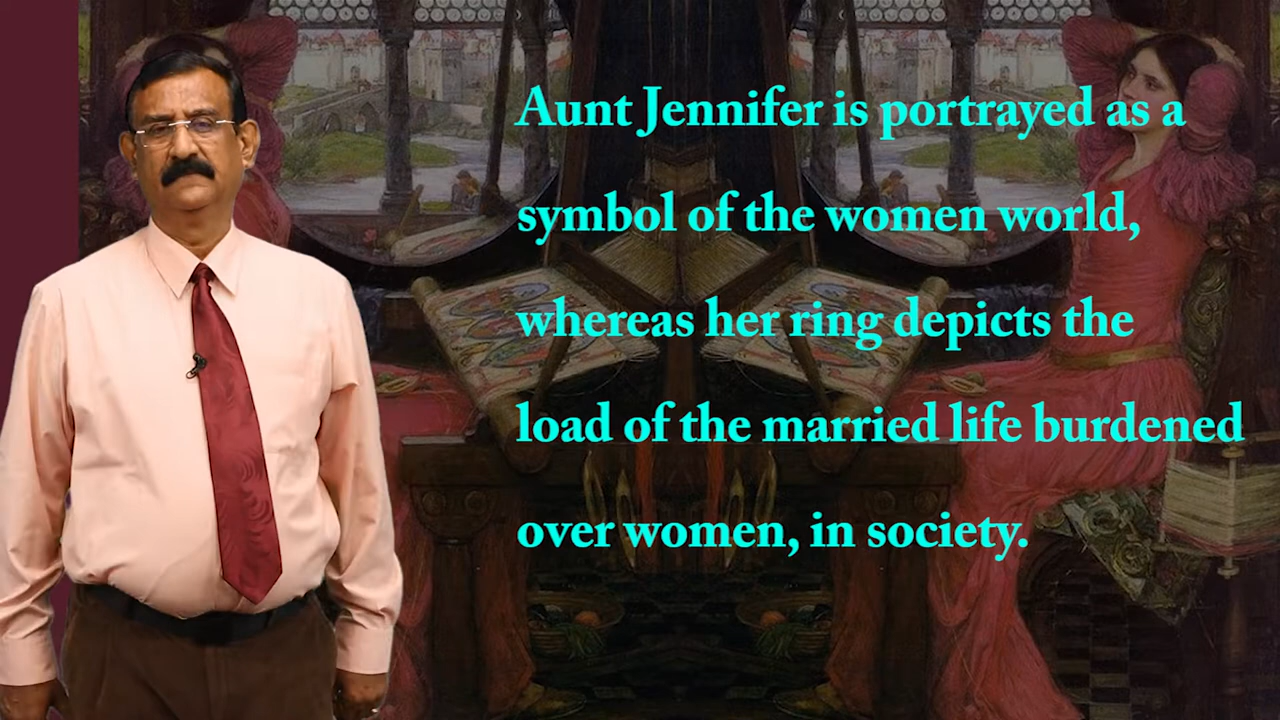 Aunt Jennifer is portrayed as a
symbol of the women world,
whereas her ring depicts the
load of the married life burdened
over women, in society.